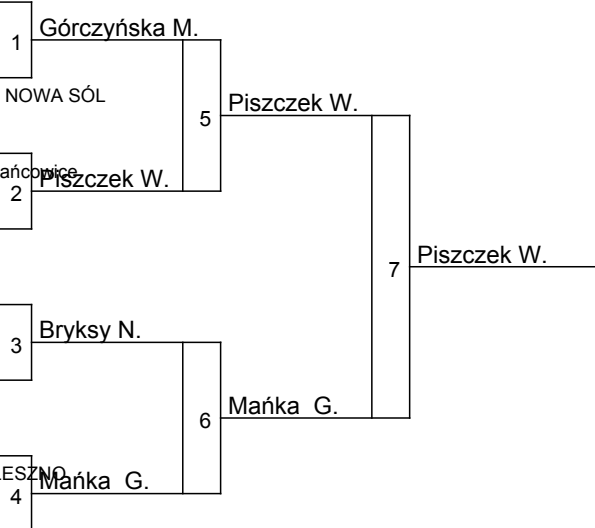 Górczyńska M.
1
NOWA SÓL
Piszczek W.
5
Piszczek W.
2
Piszczek W.
7
Bryksy N.
3
Mańka G.
6
Mańka G.
4